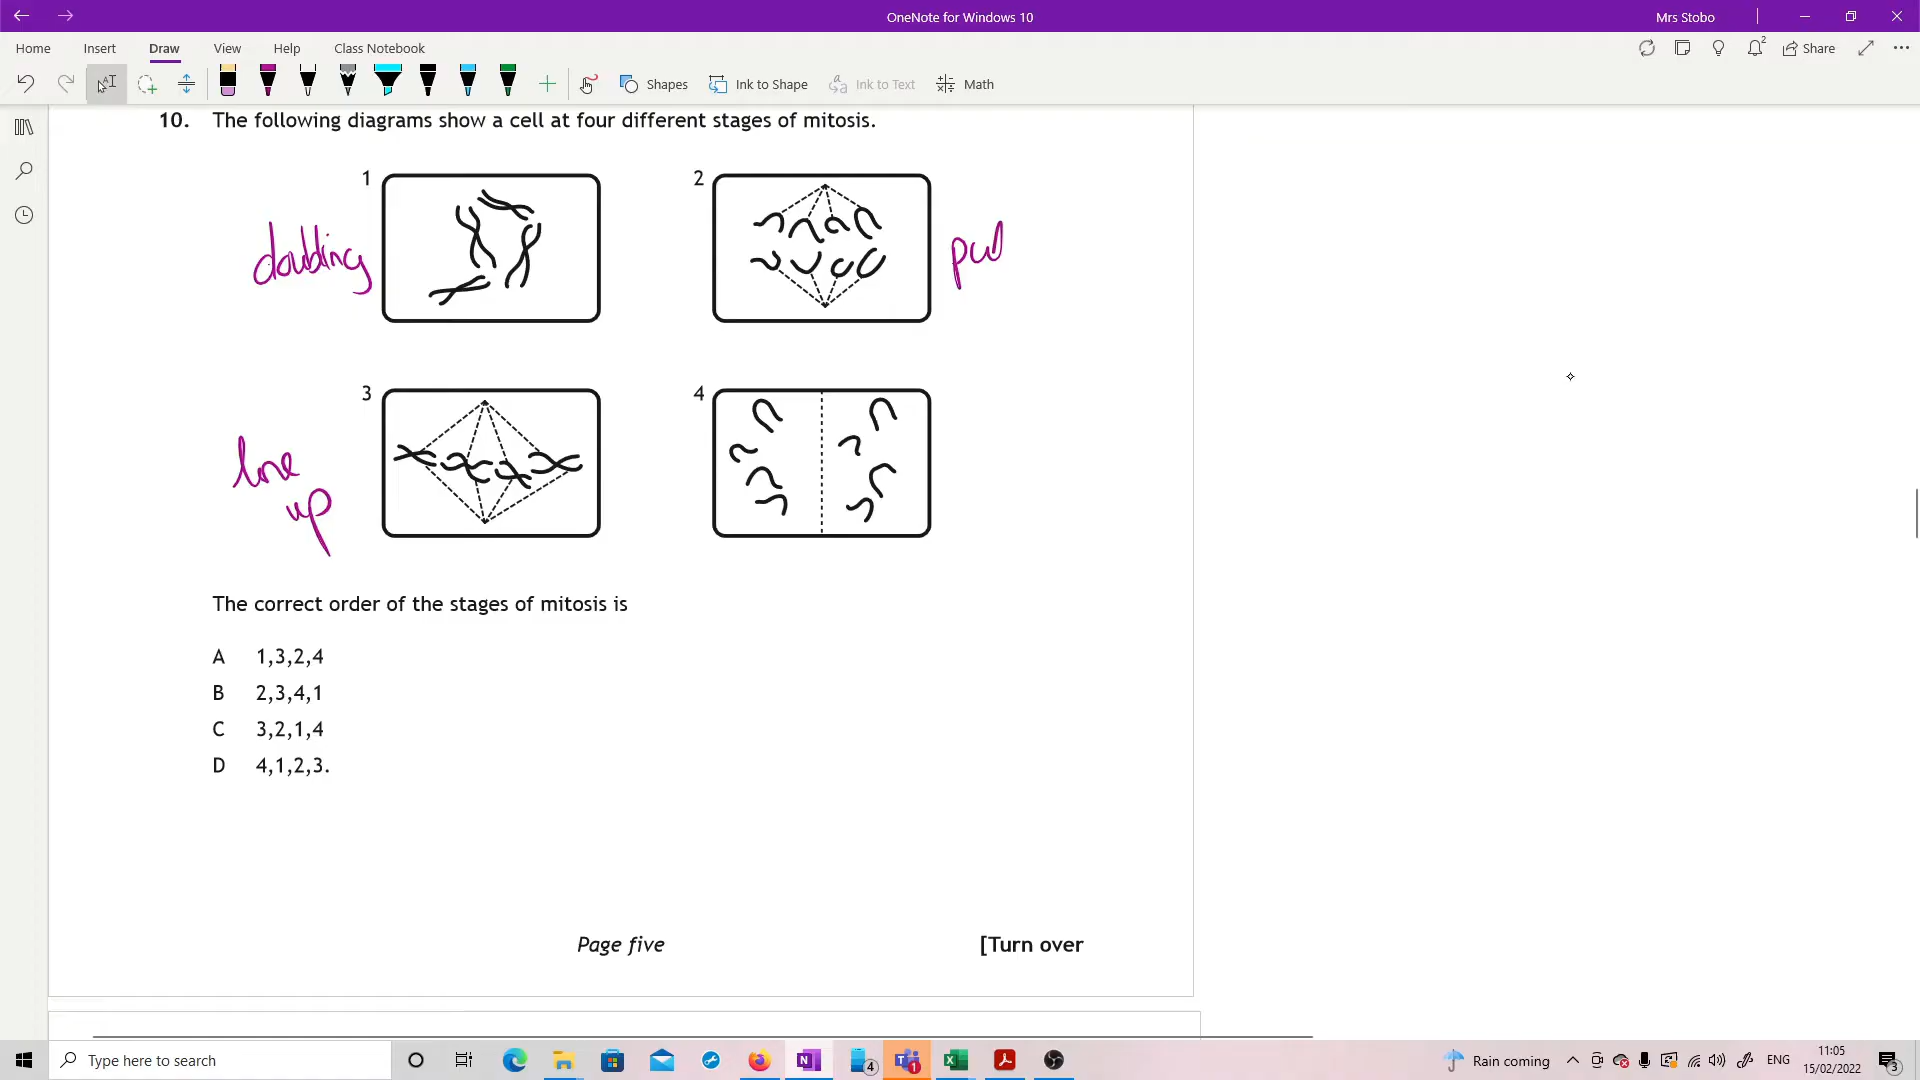 OneNote for Windows 10
Mrs Stobo
Home Insert Draw View Help Class Notebook
Share
Shapes Ink to Shape Ink to Text Math
10. The following diagrams show a cell at four different stages of mitosis.
1 2
doubling
3 4
up
The correct order of the stages of mitosis is
A 1,3,2,4
B 2,3,4,1
C 3,2,1,4
D 4,1,2,3.
Page five
[Turn over
Type here to search
4
1
Rain coming
ENG
11:05
15/02/2022
3
2